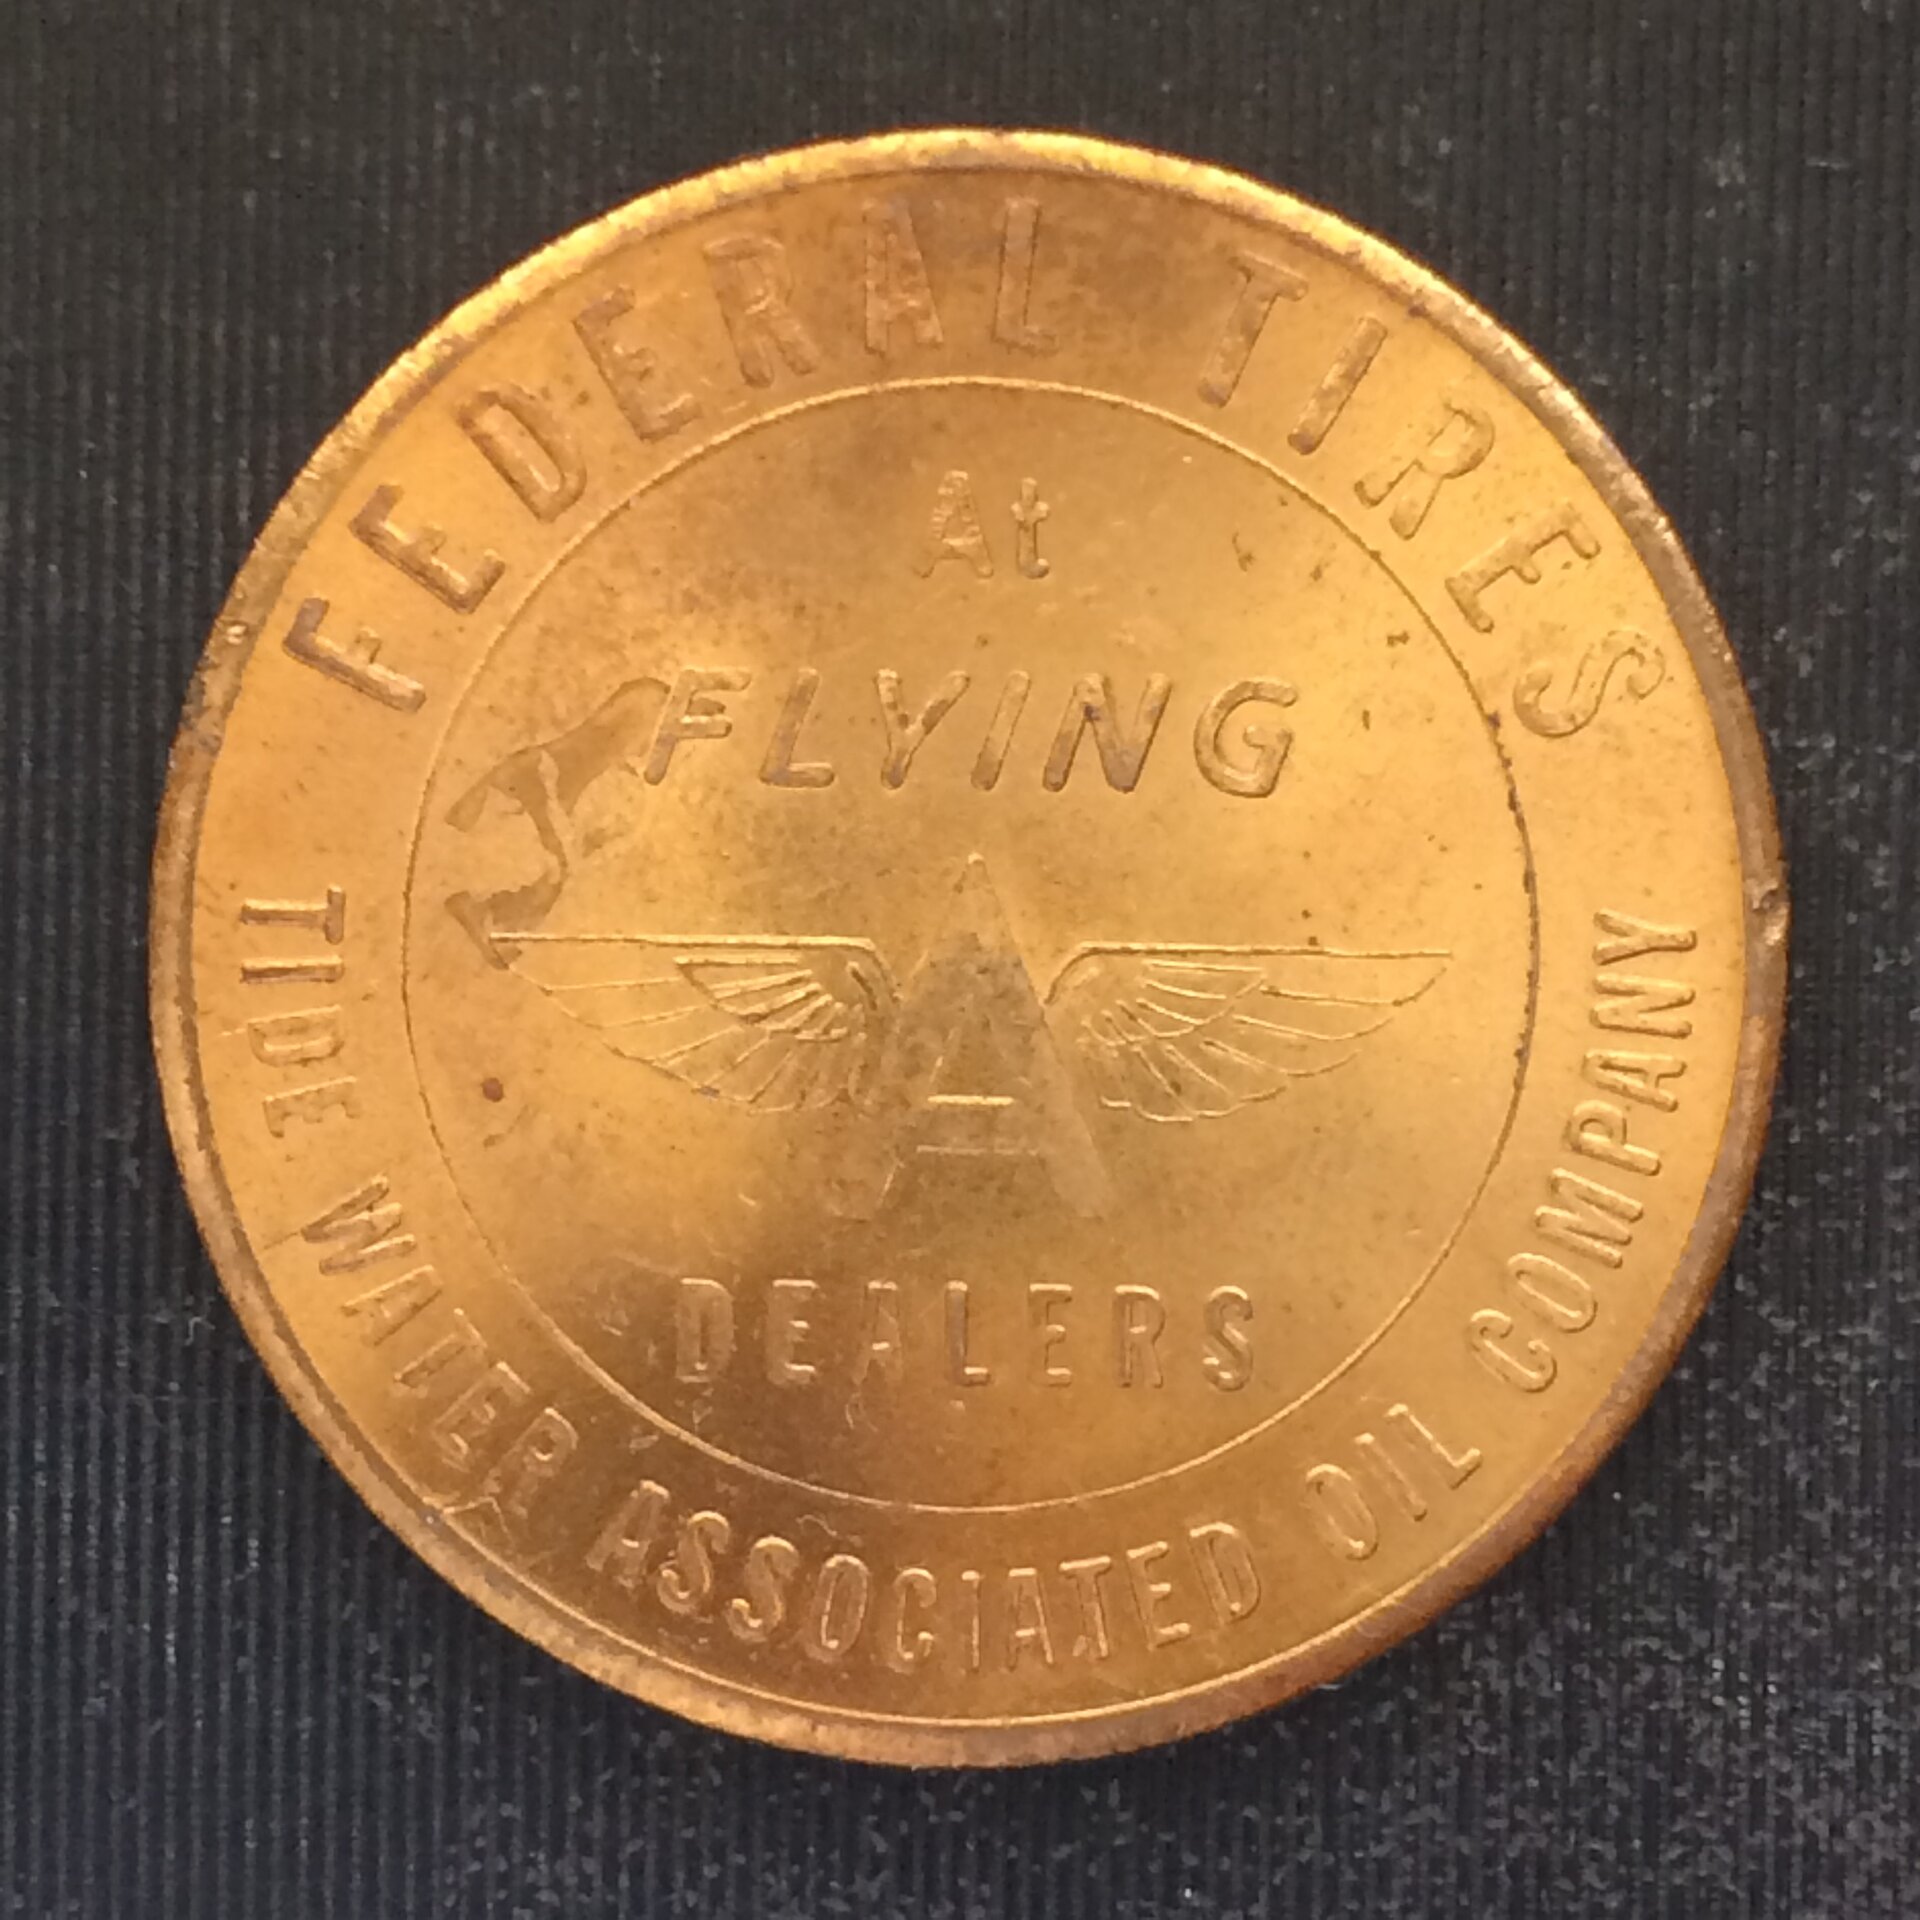 FEDERAL TIRES
At
FLYING
A
DEALERS
TIDE WATER ASSOCIATED OIL COMPANY